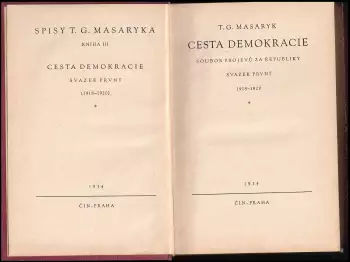 SPISY T. G. MASARYKA
KNIHA III
CESTA DEMOKRACIE
SVAZEK PRVNÍ
(1918–1920)
*
1934
ČIN–PRAHA
T. G. MASARYK
CESTA DEMOKRACIE
SOUBOR PROJEVŮ ZA REPUBLIKY
SVAZEK PRVNÍ
1918–1920
*
1934
ČIN–PRAHA